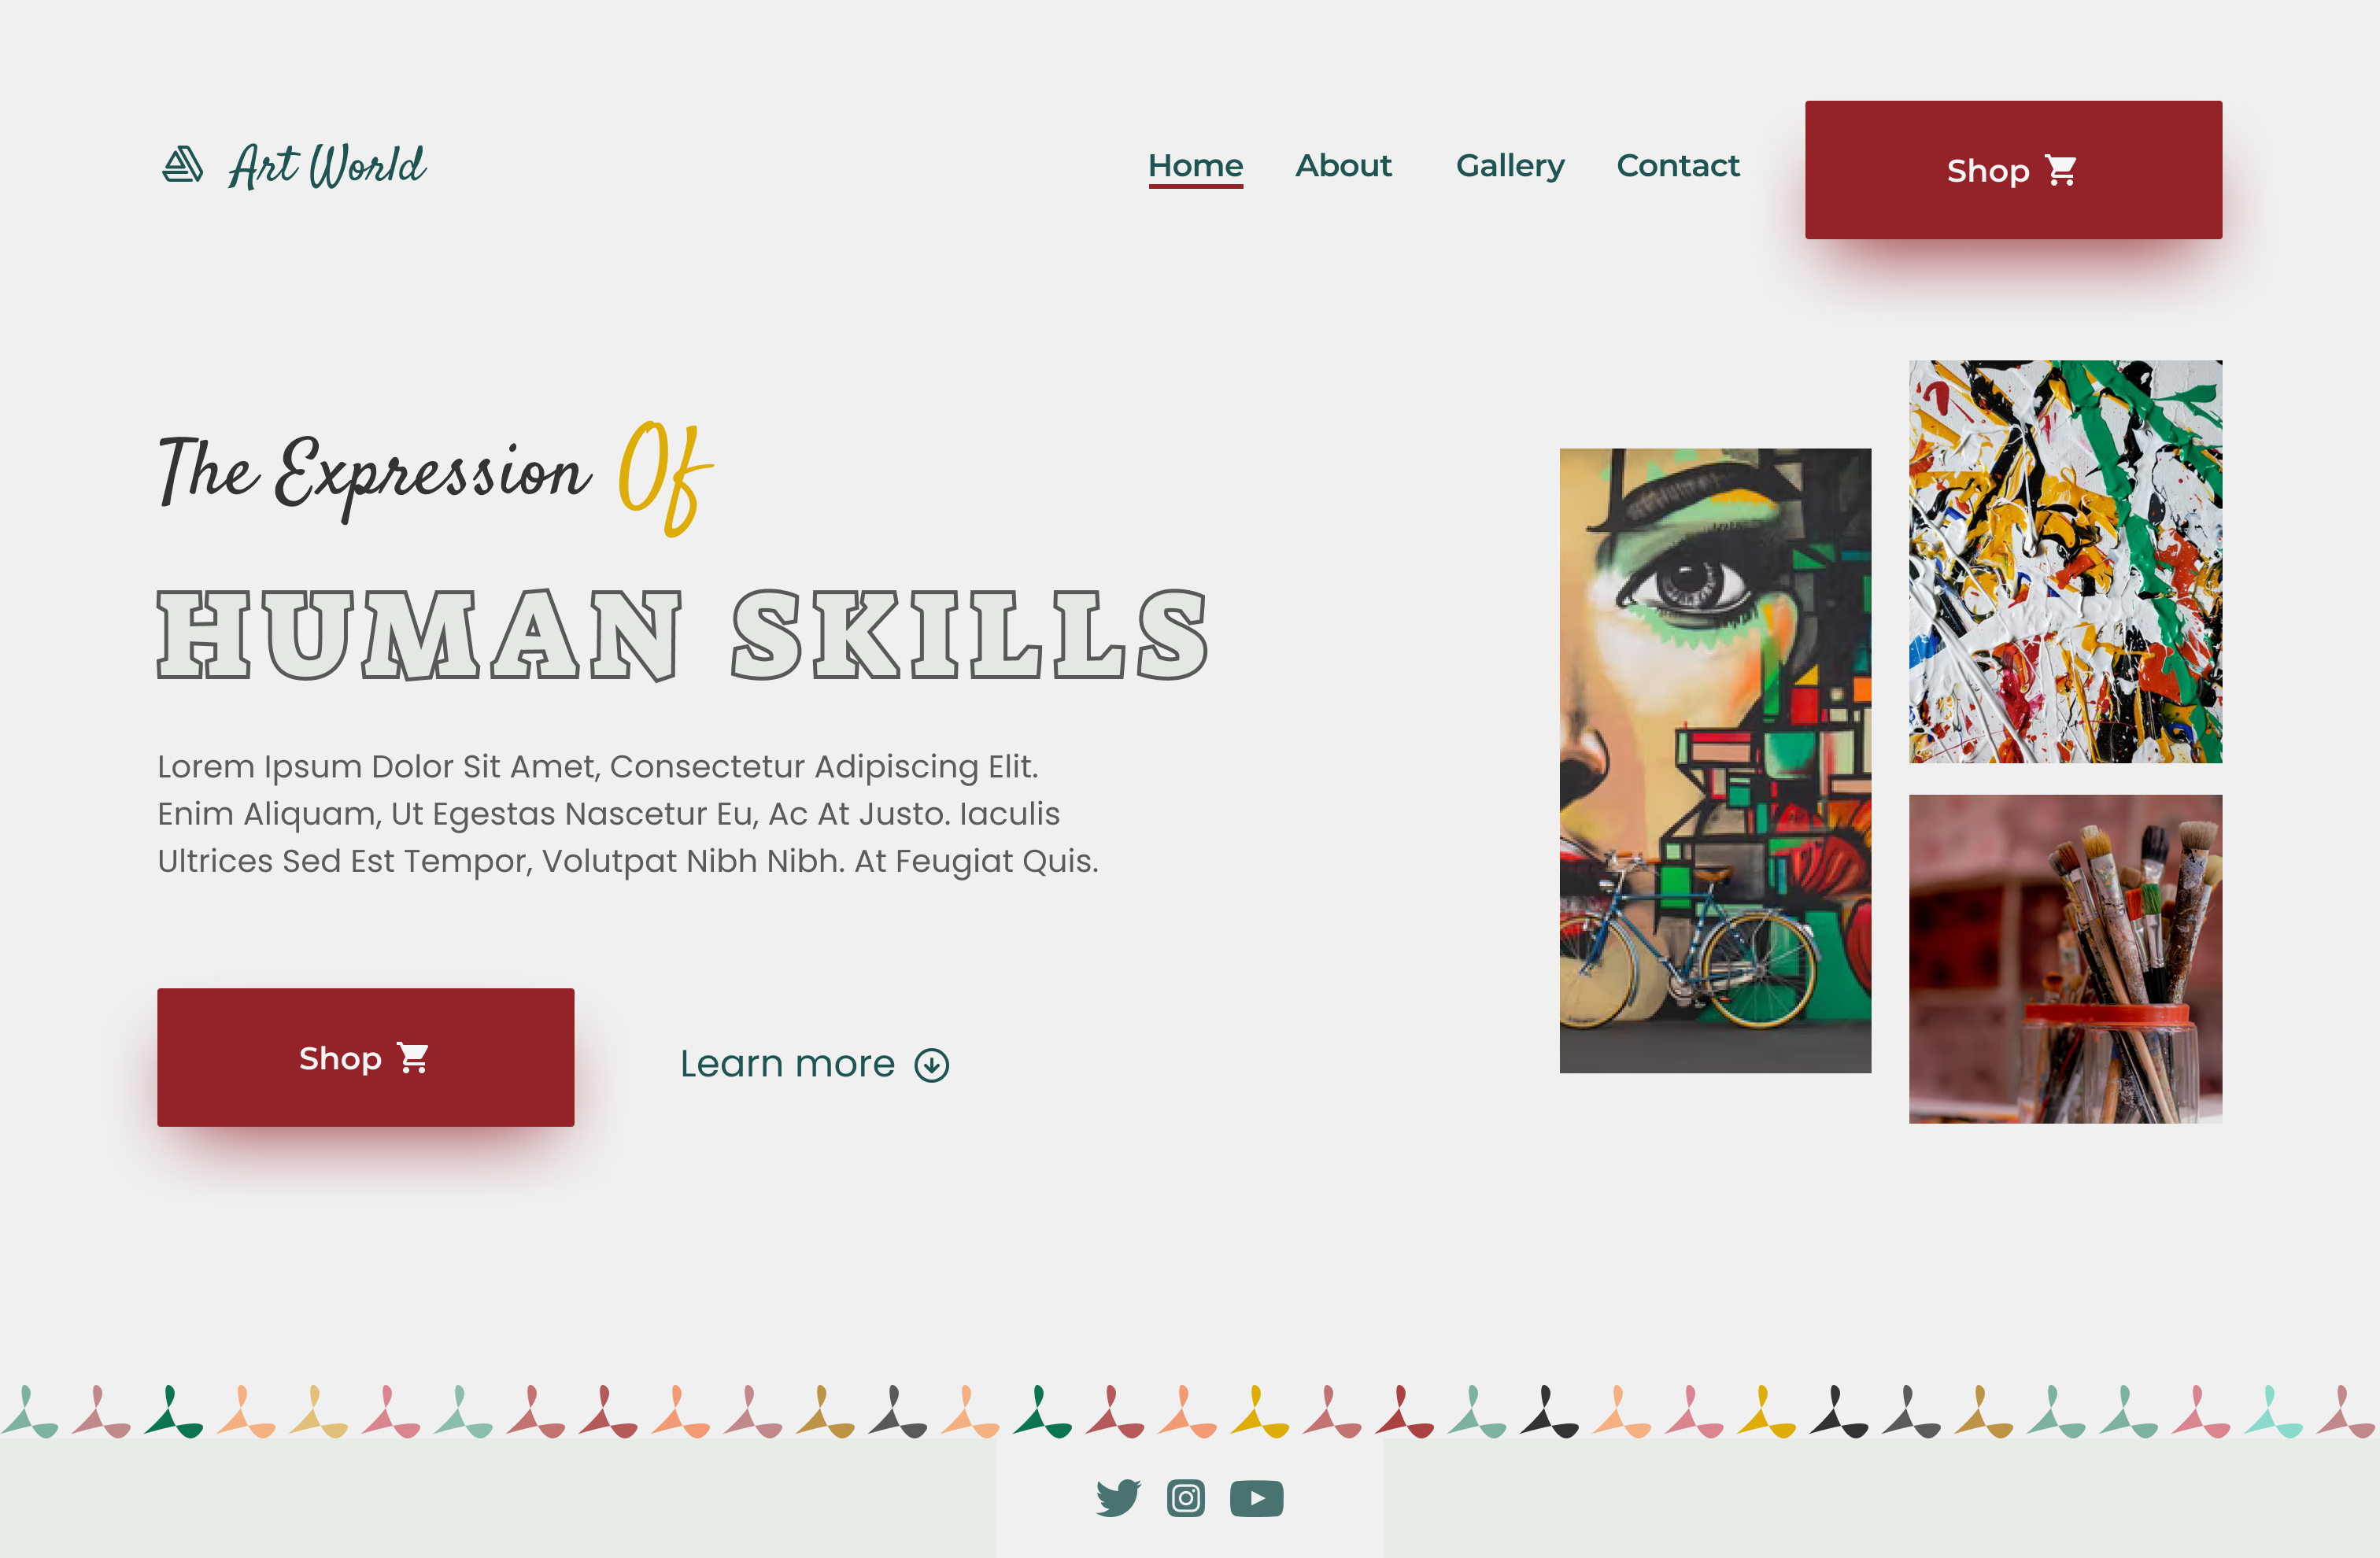 Art World
Home About Gallery Contact Shop
The Expression Of
HUMAN SKILLS
Lorem Ipsum Dolor Sit Amet, Consectetur Adipiscing Elit.
Enim Aliquam, Ut Egestas Nascetur Eu, Ac At Justo. Iaculis
Ultrices Sed Est Tempor, Volutpat Nibh Nibh. At Feugiat Quis.
Shop Learn more